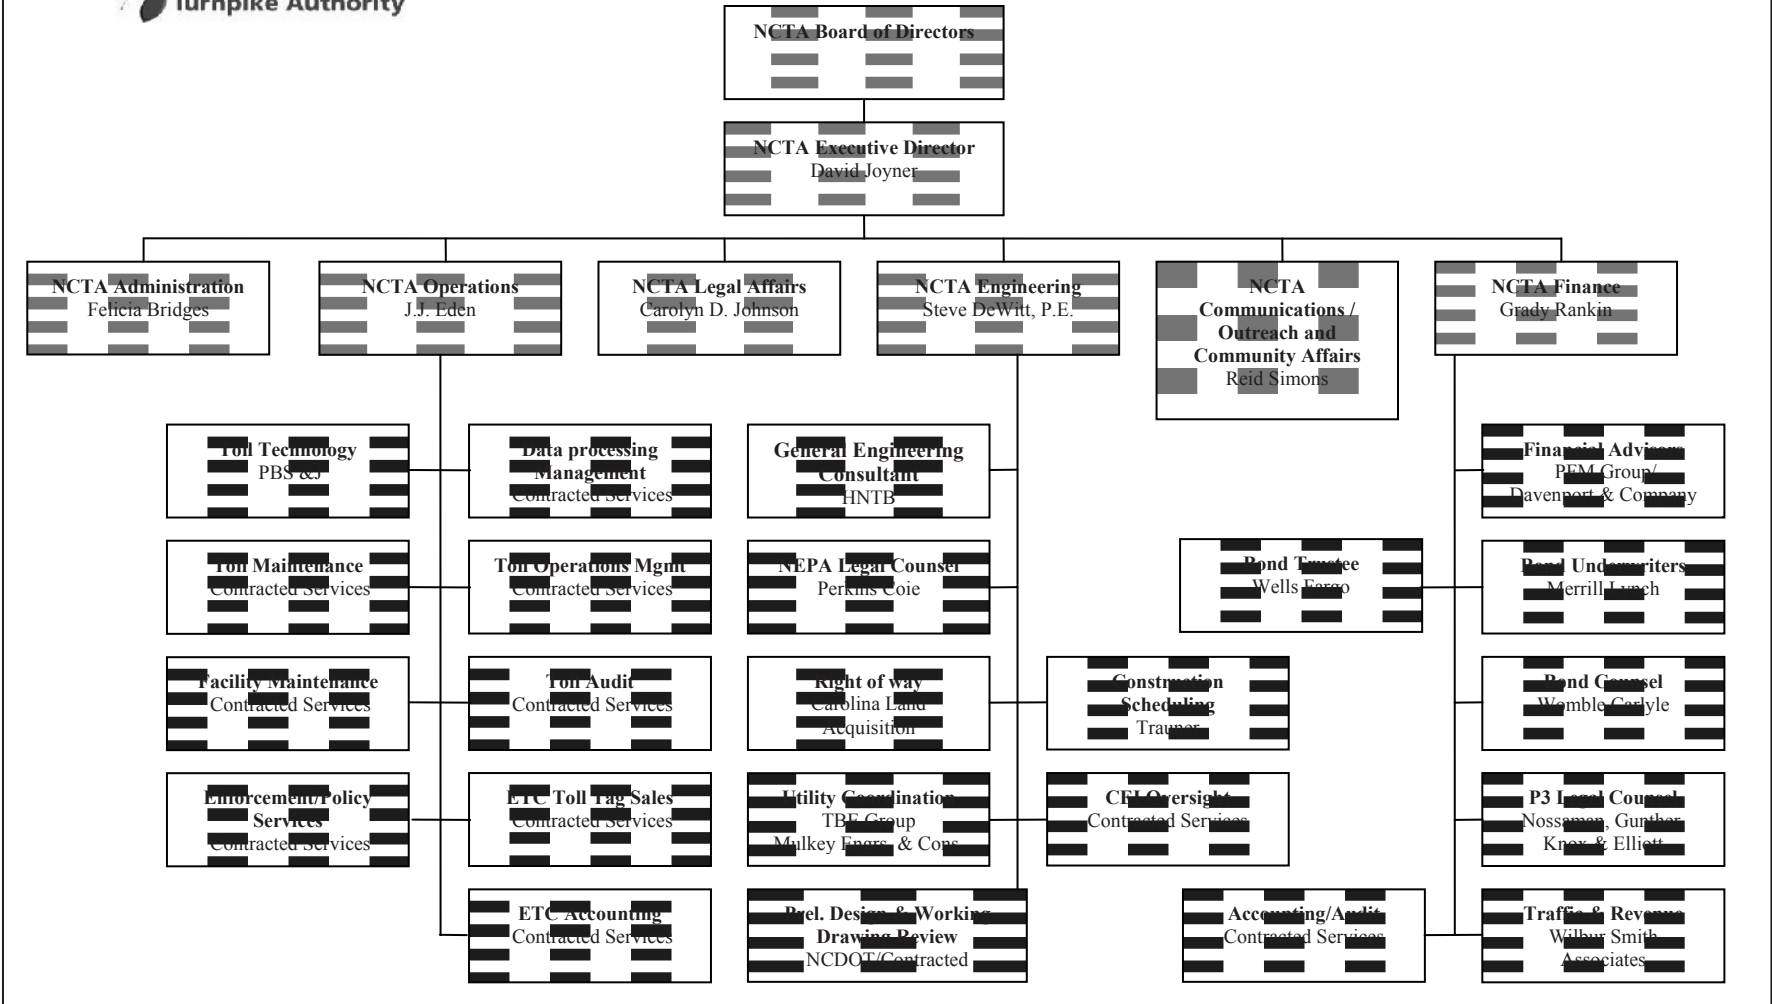 Turnpike Authority
NCTA Board of Directors
NCTA Executive Director
David Joyner
NCTA Administration
Felicia Bridges
NCTA Operations
J.J. Eden
NCTA Legal Affairs
Carolyn D. Johnson
NCTA Engineering
Steve DeWitt, P.E.
NCTA
Communications /
Outreach and
Community Affairs
Reid Simons
NCTA Finance
Grady Rankin
Toll Technology
PBS &J
Data processing
Management
Contracted Services
General Engineering
Consultant
HNTB
Financial Advisors
PFM Group/
Davenport & Company
Toll Maintenance
Contracted Services
Toll Operations Mgmt
Contracted Services
NEPA Legal Counsel
Perkins Coie
Bond Trustee
Wells Fargo
Bond Underwriters
Merrill Lynch
Facility Maintenance
Contracted Services
Toll Audit
Contracted Services
Right of way
Carolina Land
Acquisition
Construction
Scheduling
Trauner
Bond Counsel
Womble Carlyle
Enforcement/Policy
Services
Contracted Services
ETC Toll Tag Sales
Contracted Services
Utility Coordination
TBE Group
Mulkey Engrs. & Cons.
CEI Oversight
Contracted Services
P3 Legal Counsel
Nossaman, Gunther
Knox & Elliott
ETC Accounting
Contracted Services
Prel. Design & Working
Drawing Review
NCDOT/Contracted
Accounting/Audit
Contracted Services
Traffic & Revenue
Wilbur Smith
Associates